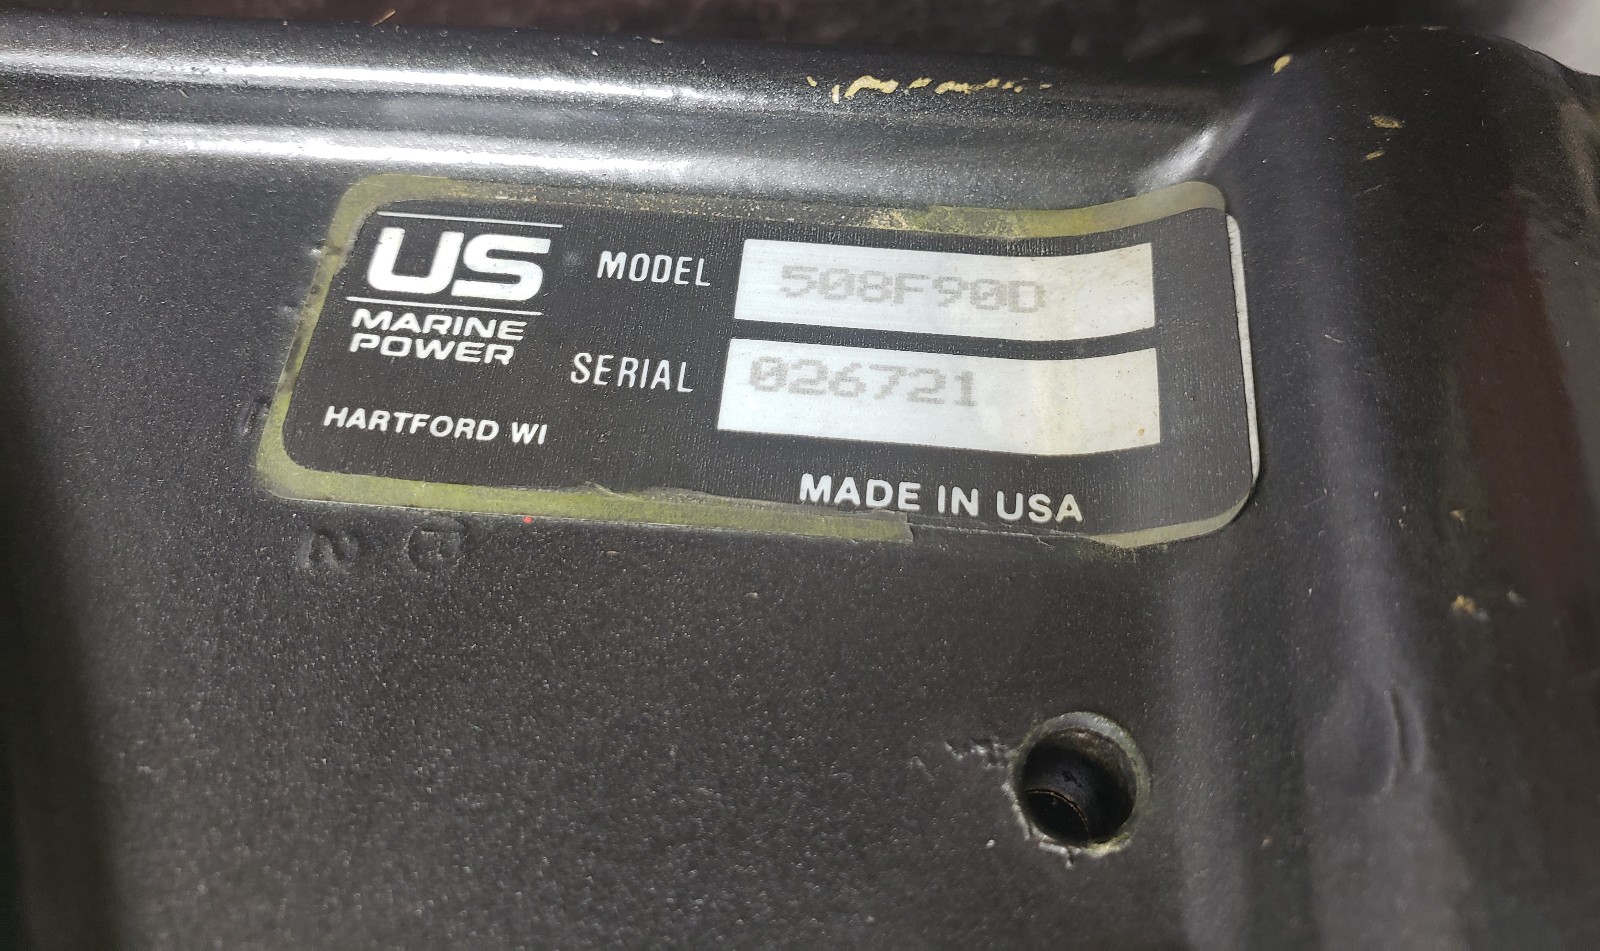 US
MARINE
POWER
HARTFORD WI
MODEL 508F90D
SERIAL 026721
MADE IN USA